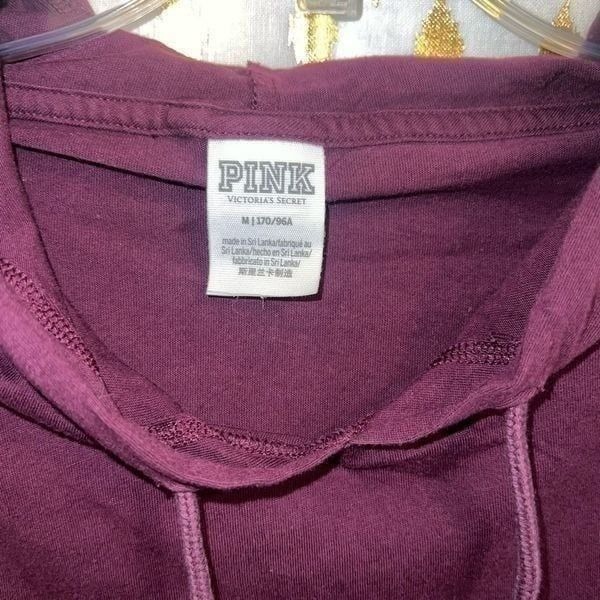 PINK
VICTORIA'S SECRET
M | 170/96A
made in Sri Lanka/fabriqué au
Sri Lanka/hecho en Sri Lanka/
fabbricato in Sri Lanka/
斯里兰卡制造